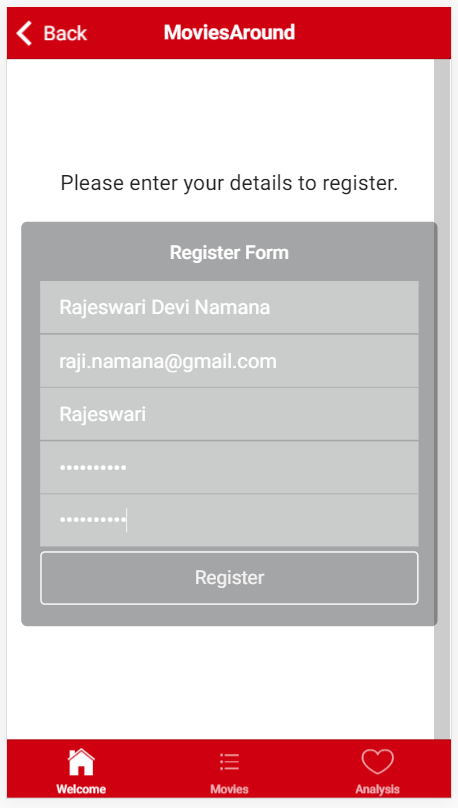 Back
MoviesAround
Please enter your details to register.
Register Form
Rajeswari Devi Namana
raji.namana@gmail.com
Rajeswari
••••••••••
••••••••••
Register
Welcome
Movies
Analysis